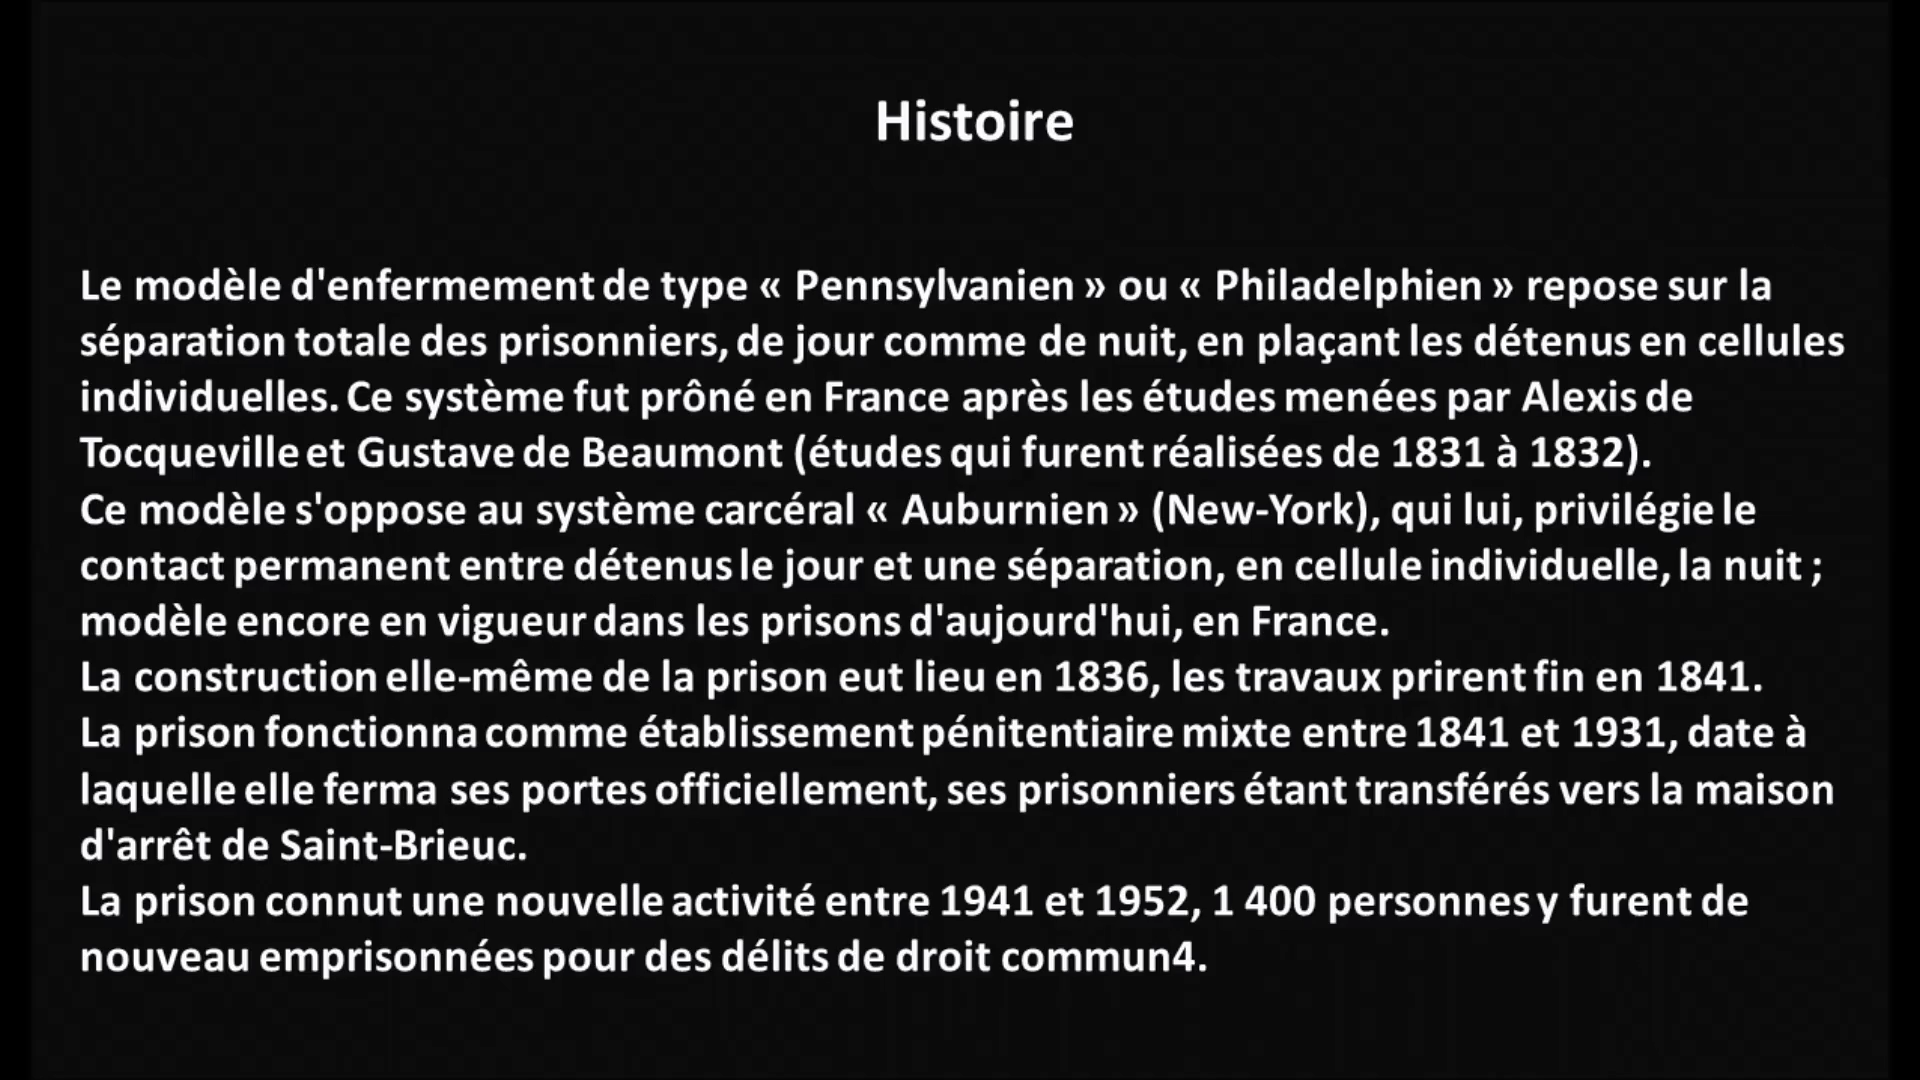 Histoire
Le modèle d'enfermement de type « Pennsylvanien » ou « Philadelphien » repose sur la
séparation totale des prisonniers, de jour comme de nuit, en plaçant les détenus en cellules
individuelles. Ce système fut prôné en France après les études menées par Alexis de
Tocqueville et Gustave de Beaumont (études qui furent réalisées de 1831 à 1832).
Ce modèle s'oppose au système carcéral « Auburnien » (New-York), qui lui, privilégie le
contact permanent entre détenus le jour et une séparation, en cellule individuelle, la nuit ;
modèle encore en vigueur dans les prisons d'aujourd'hui, en France.
La construction elle-même de la prison eut lieu en 1836, les travaux prirent fin en 1841.
La prison fonctionna comme établissement pénitentiaire mixte entre 1841 et 1931, date à
laquelle elle ferma ses portes officiellement, ses prisonniers étant transférés vers la maison
d'arrêt de Saint-Brieuc.
La prison connut une nouvelle activité entre 1941 et 1952, 1 400 personnes y furent de
nouveau emprisonnées pour des délits de droit commun4.